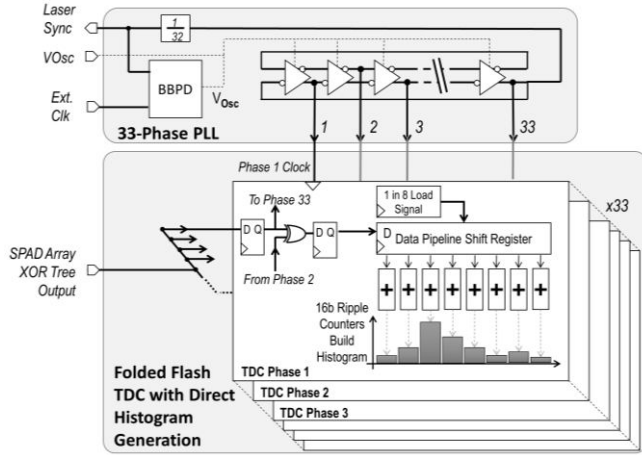 Laser
Sync
1
32
VOsc
BBPD
VOsc
Ext.
Clk
33-Phase PLL
1
2
3
33
Phase 1 Clock
x33
To Phase 33
1 in 8 Load
Signal
D Q
D Q
D
Data Pipeline Shift Register
From Phase 2
SPAD Array
XOR Tree
Output
+ + + + + + + +
16b Ripple
Counters
Build
Histogram
TDC Phase 1
TDC Phase 2
TDC Phase 3
Folded Flash
TDC with Direct
Histogram
Generation